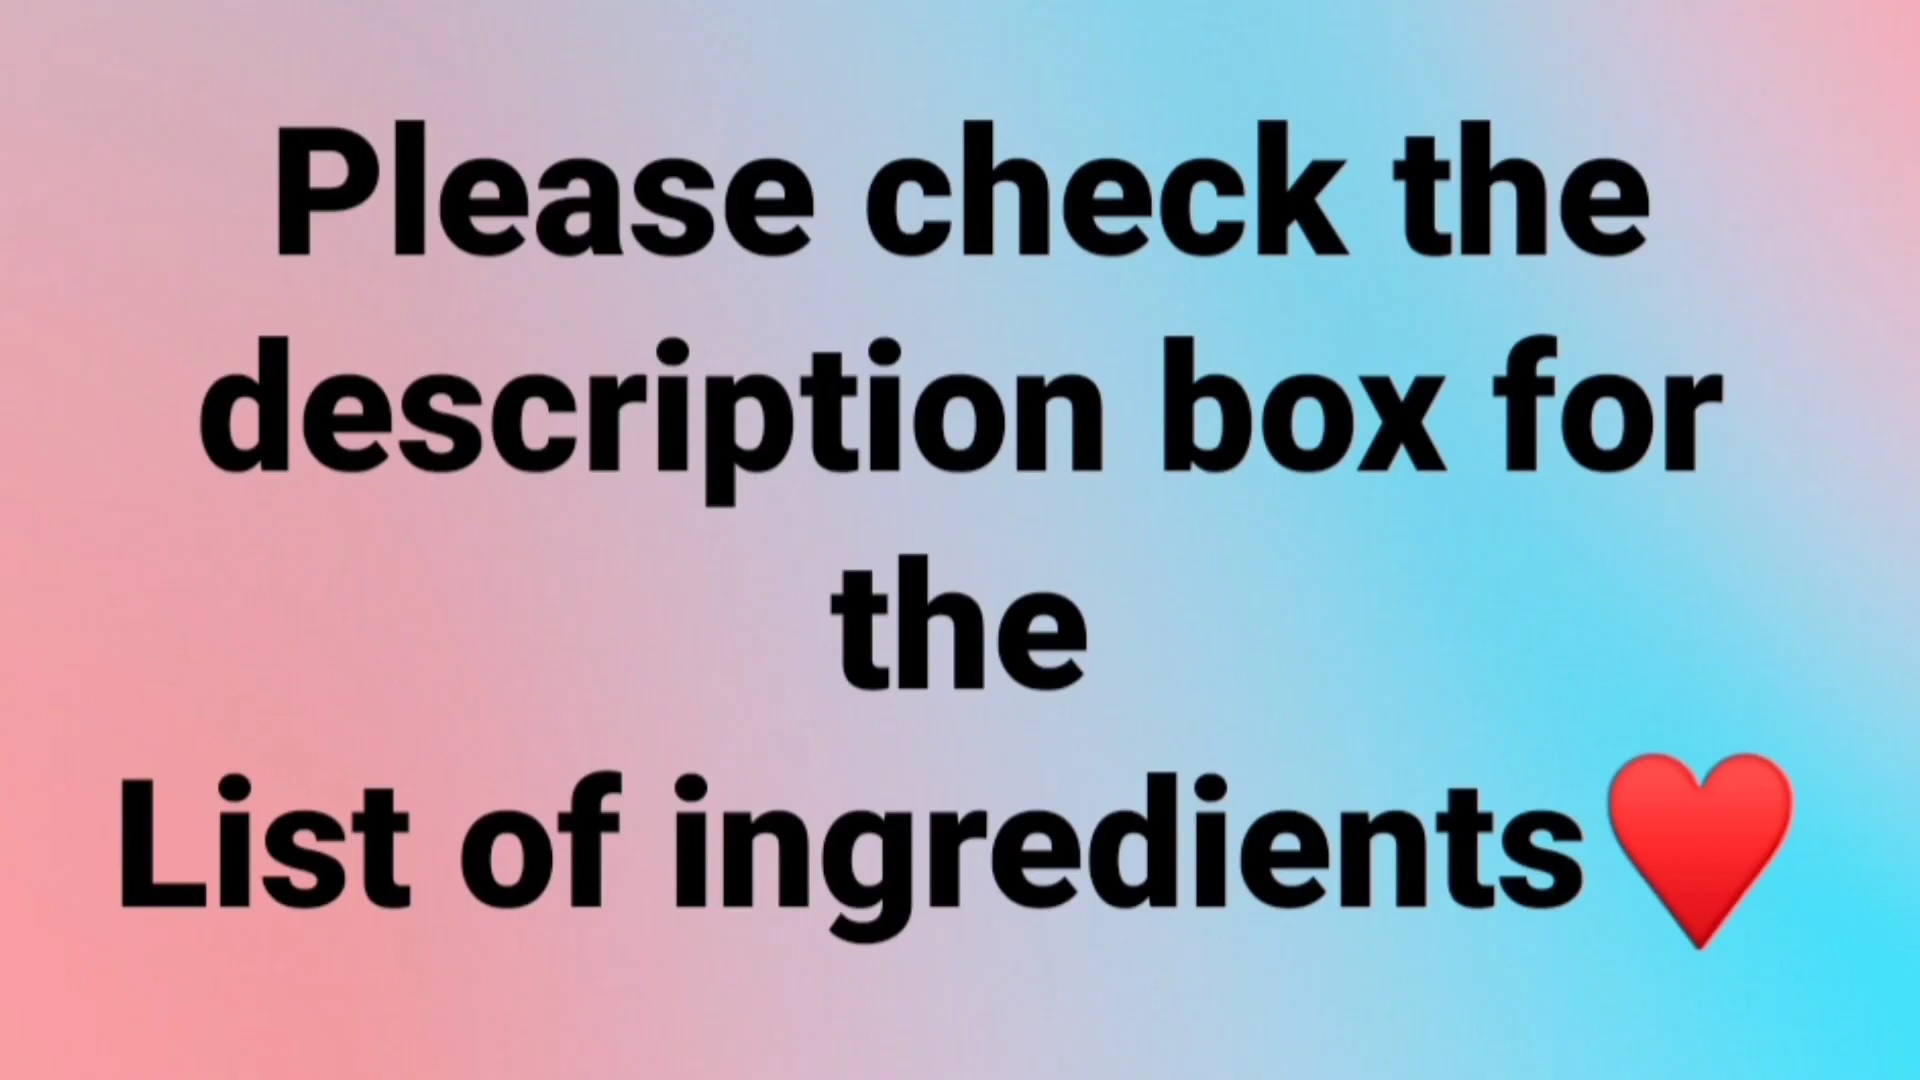 Please check the
description box for
the
List of ingredients♥️